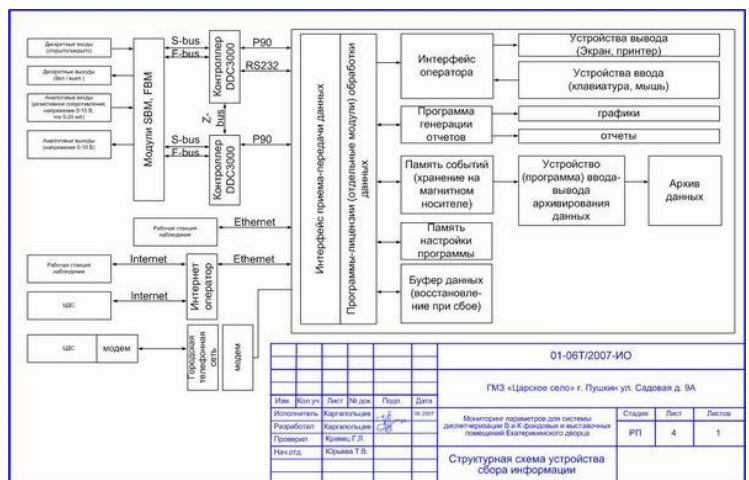 Дискретные входы
(открыто/закрыто)
Дискретные выходы
(Вкл / выкл.)
Аналоговые входы
(резистивное сопротивление,
напряжение 0-10 В,
ток 0-20 мА)
Аналоговые выходы
(напряжение 0-10 В)
Модули SBM, FBM
S-bus
F-bus
S-bus
F-bus
Контроллер
DDC3000
Z-
bus
Контроллер
DDC3000
P90
RS232
P90
Рабочая станция
наблюдения
Ethernet
Рабочая станция
наблюдения
Internet
ЦДС
Internet
Интернет
оператор
Ethernet
ЦДС
модем
Городская
телефонная
сеть
модем
Интерфейс приема-передачи данных
Программы-лицензии (отдельные модули) обработки
данных
Интерфейс
оператора
Устройства вывода
(Экран, принтер)
Устройства ввода
(клавиатура, мышь)
Программа
генерации
отчетов
графики
отчеты
Память событий
(хранение на
магнитном
носителе)
Устройство
(программа) ввода-
вывода
архивирования
данных
Архив
данных
Память
настройки
программы
Буфер данных
(восстановле-
ние при сбое)
01-06Т/2007-ИО
ГМЗ «Царское село» г. Пушкин ул. Садовая д. 9А
Изм. Кол.уч. Лист № док. Подп. Дата
Исполнитель Каргапольцев 06.2007
Разработал Каргапольцев
Проверил Кравец Г.Л.
Нач.отд. Юрьева Т.В.
Мониторинг параметров для системы
диспетчеризации В и К фондовых и выставочных
помещений Екатерининского дворца
Стадия Лист Листов
РП 4 1
Структурная схема устройства
сбора информации